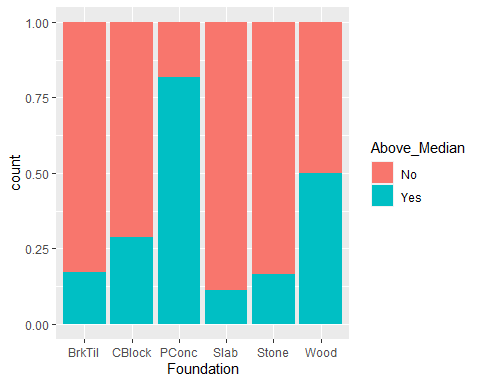 1.00
0.75
0.50
0.25
0.00
count
BrkTil CBlock PConc Slab Stone Wood
Foundation
Above_Median
No
Yes